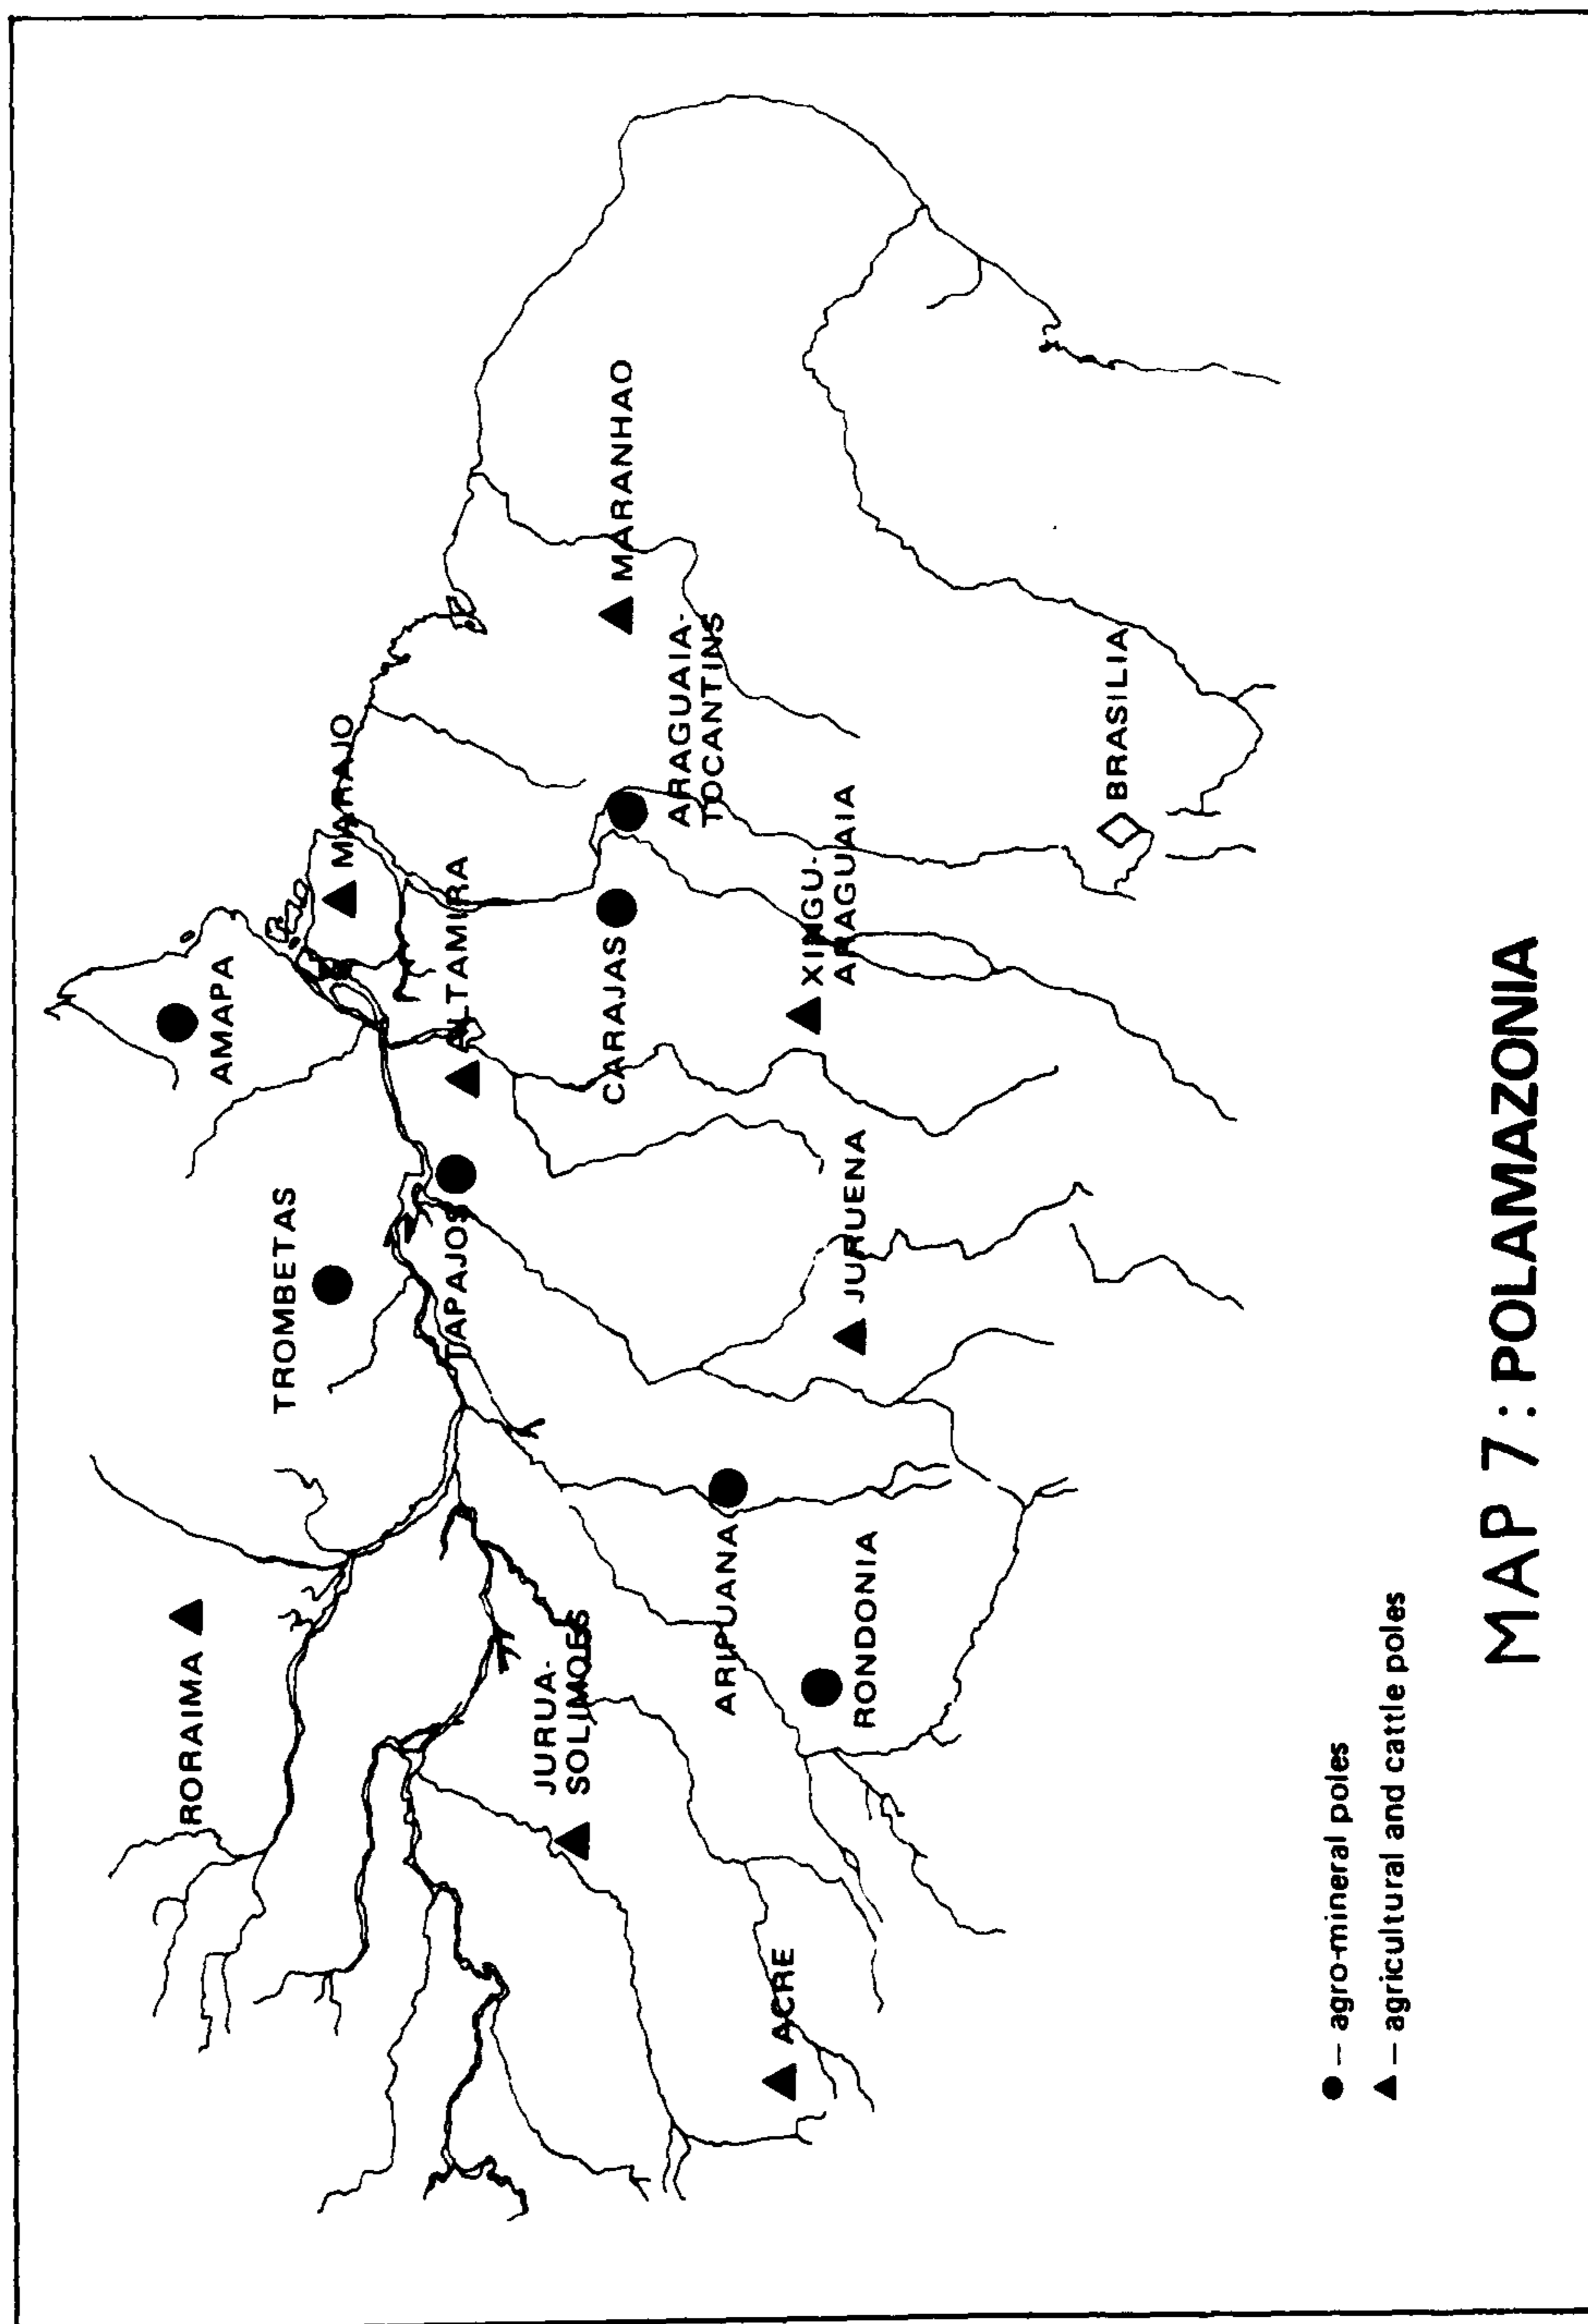 RORAIMA
TROMBETAS
AMAPA
MARAJO
TAPAJOS
ALTAMIRA
JURUA-
SOLIMOES
CARAJAS
MARANHAO
ARAGUAIA-
TOCANTINS
ARIPUANA
ACRE
RONDONIA
JURUENA
XINGU-
ARAGUAIA
BRASILIA
● – agro-mineral poles
▲ – agricultural and cattle poles
MAP 7: POLAMAZONIA